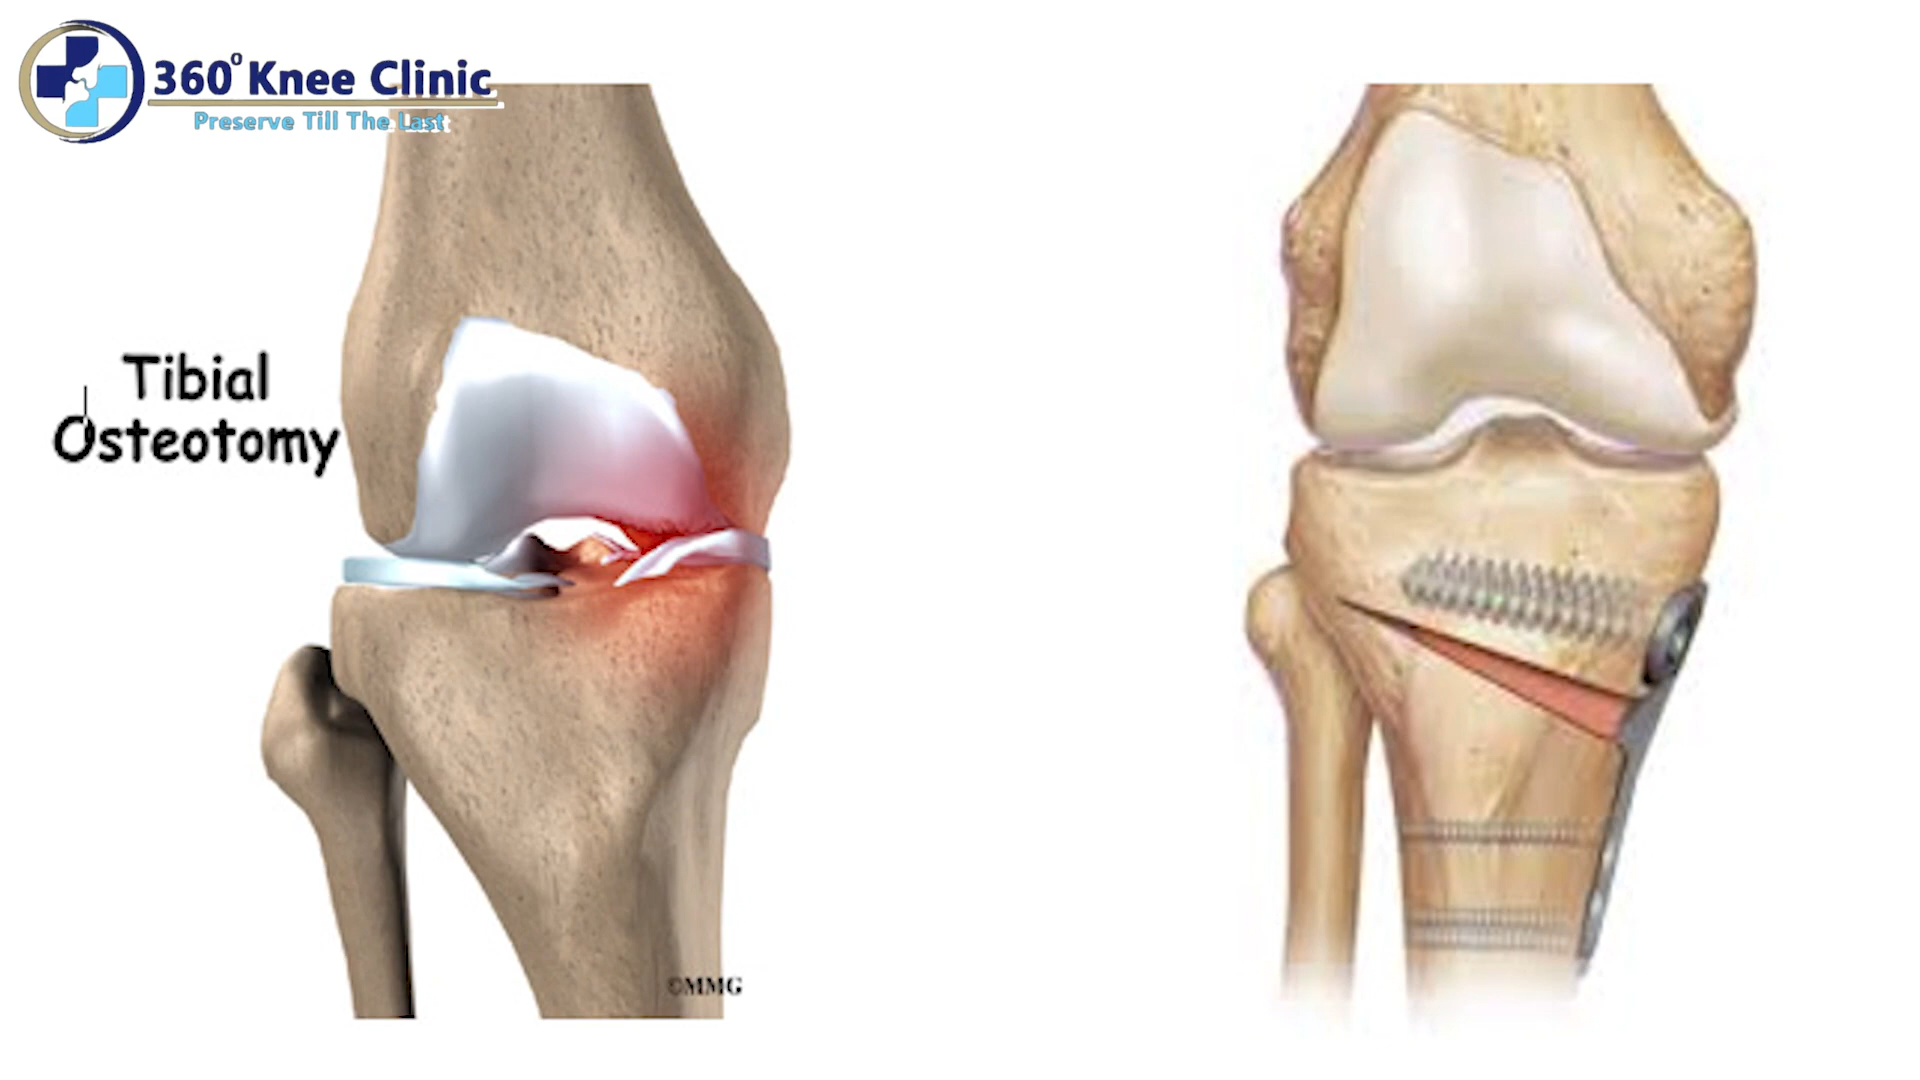 360° Knee Clinic
Preserve Till The Last
Tibial
Osteotomy
©MMG